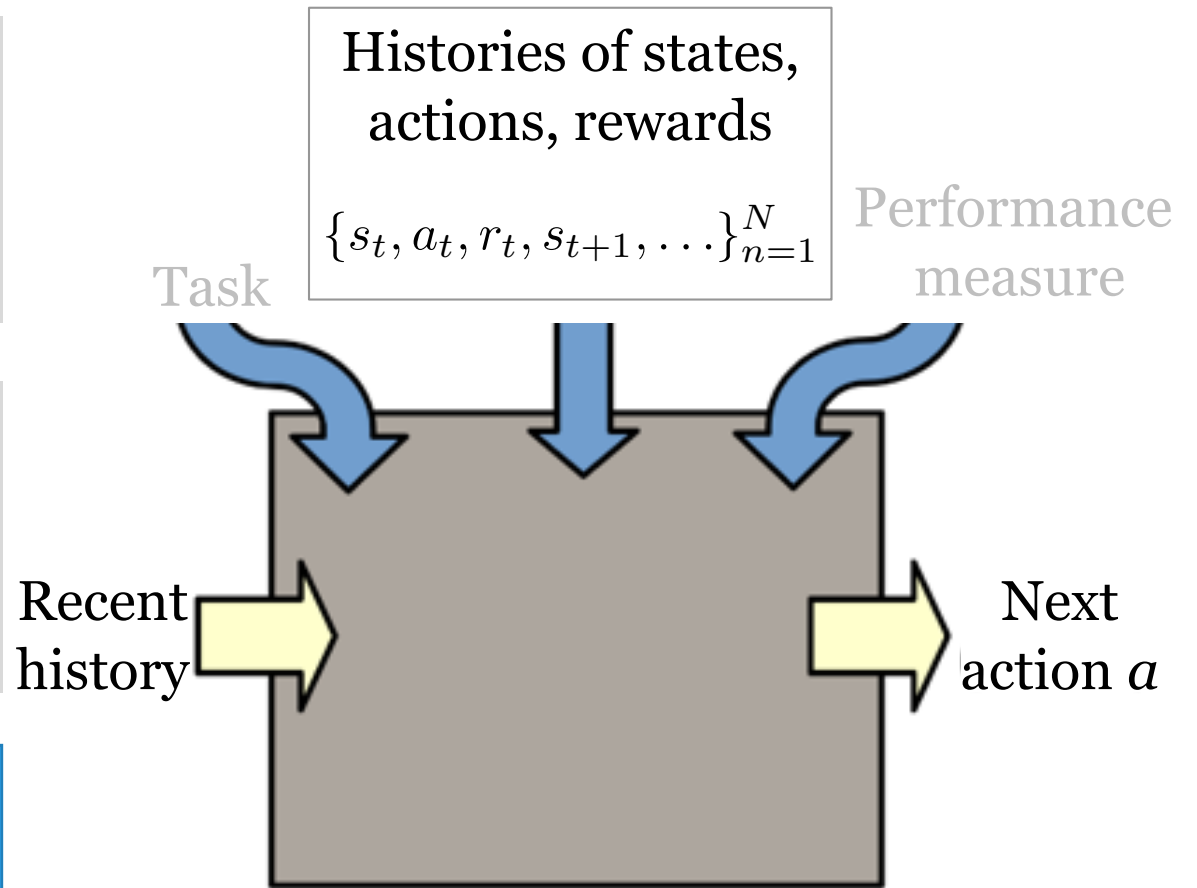 Histories of states,
actions, rewards
{s_t, a_t, r_t, s_{t+1}, ...}_{n=1}^N
Performance
measure
Task
Recent
history
Next
action a